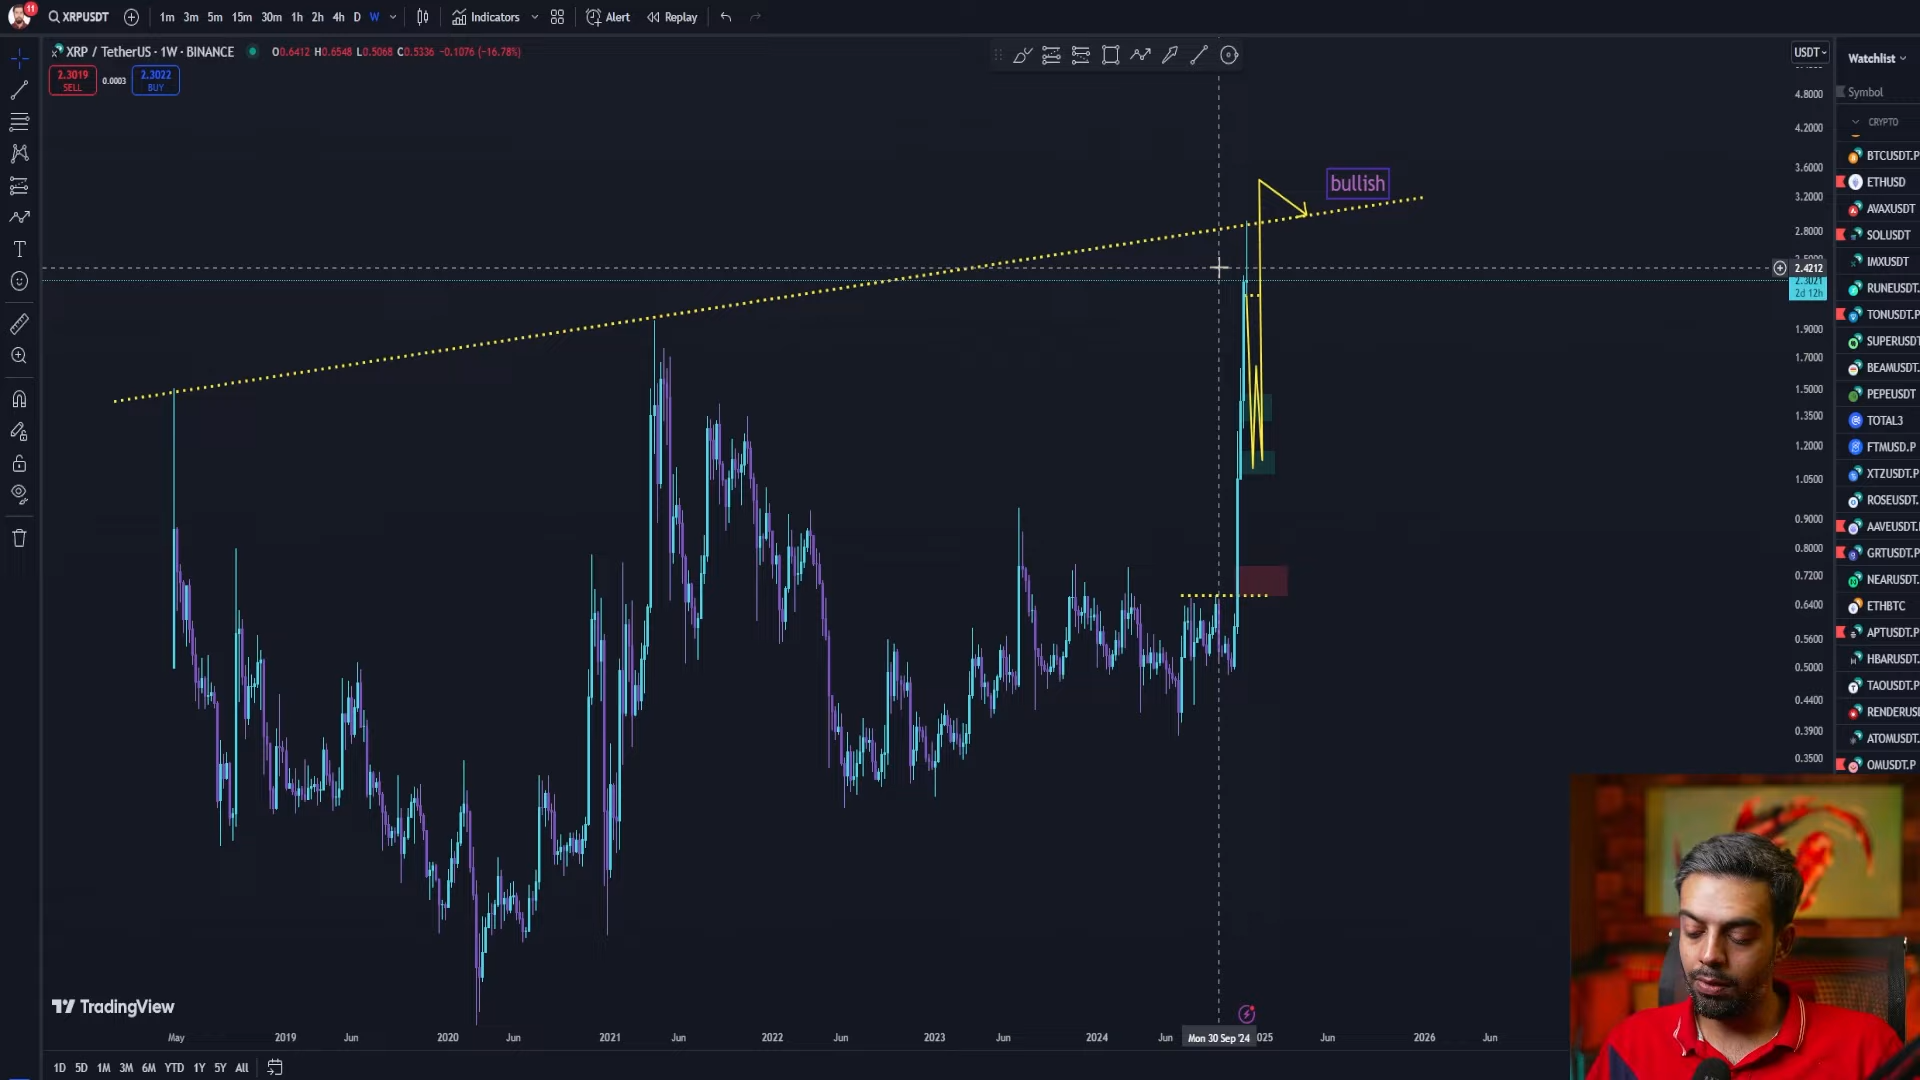 11
XRPUSDT
1m 3m 5m 15m 30m 1h 2h 4h D W
Indicators
Alert
Replay
XRP / TetherUS · 1W · BINANCE
O0.6412 H0.6548 L0.5068 C0.5336 −0.1076 (−16.78%)
2.3019
SELL
0.0003
2.3022
BUY
bullish
USDT
4.8000
4.2000
3.6000
3.2000
2.8000
2.4212
2.3021
2d 12h
1.9000
1.7000
1.5000
1.3500
1.2000
1.0500
0.9000
0.8000
0.7200
0.6400
0.5600
0.5000
0.4400
0.3900
0.3500
Watchlist
Symbol
CRYPTO
BTCUSDT.P
ETHUSD
AVAXUSDT
SOLUSDT
IMXUSDT
RUNEUSDT.
TONUSDT.P
SUPERUSDT
BEAMUSDT.
PEPEUSDT
TOTAL3
FTMUSD.P
XTZUSDT.P
ROSEUSDT.
AAVEUSDT.
GRTUSDT.P
NEARUSDT.
ETHBTC
APTUSDT.P
HBARUSDT.
TAOUSDT.P
RENDERUSD
ATOMUSDT.
OMUSDT.P
TradingView
May 2019 Jun 2020 Jun 2021 Jun 2022 Jun 2023 Jun 2024 Jun Mon 30 Sep '24 025 Jun 2026 Jun
1D 5D 1M 3M 6M YTD 1Y 5Y All